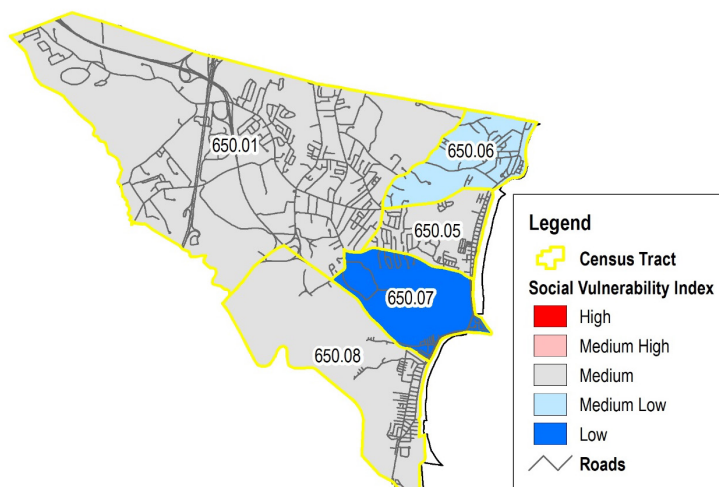 650.01
650.06
650.05
650.07
650.08
Legend
Census Tract
Social Vulnerability Index
High
Medium High
Medium
Medium Low
Low
Roads